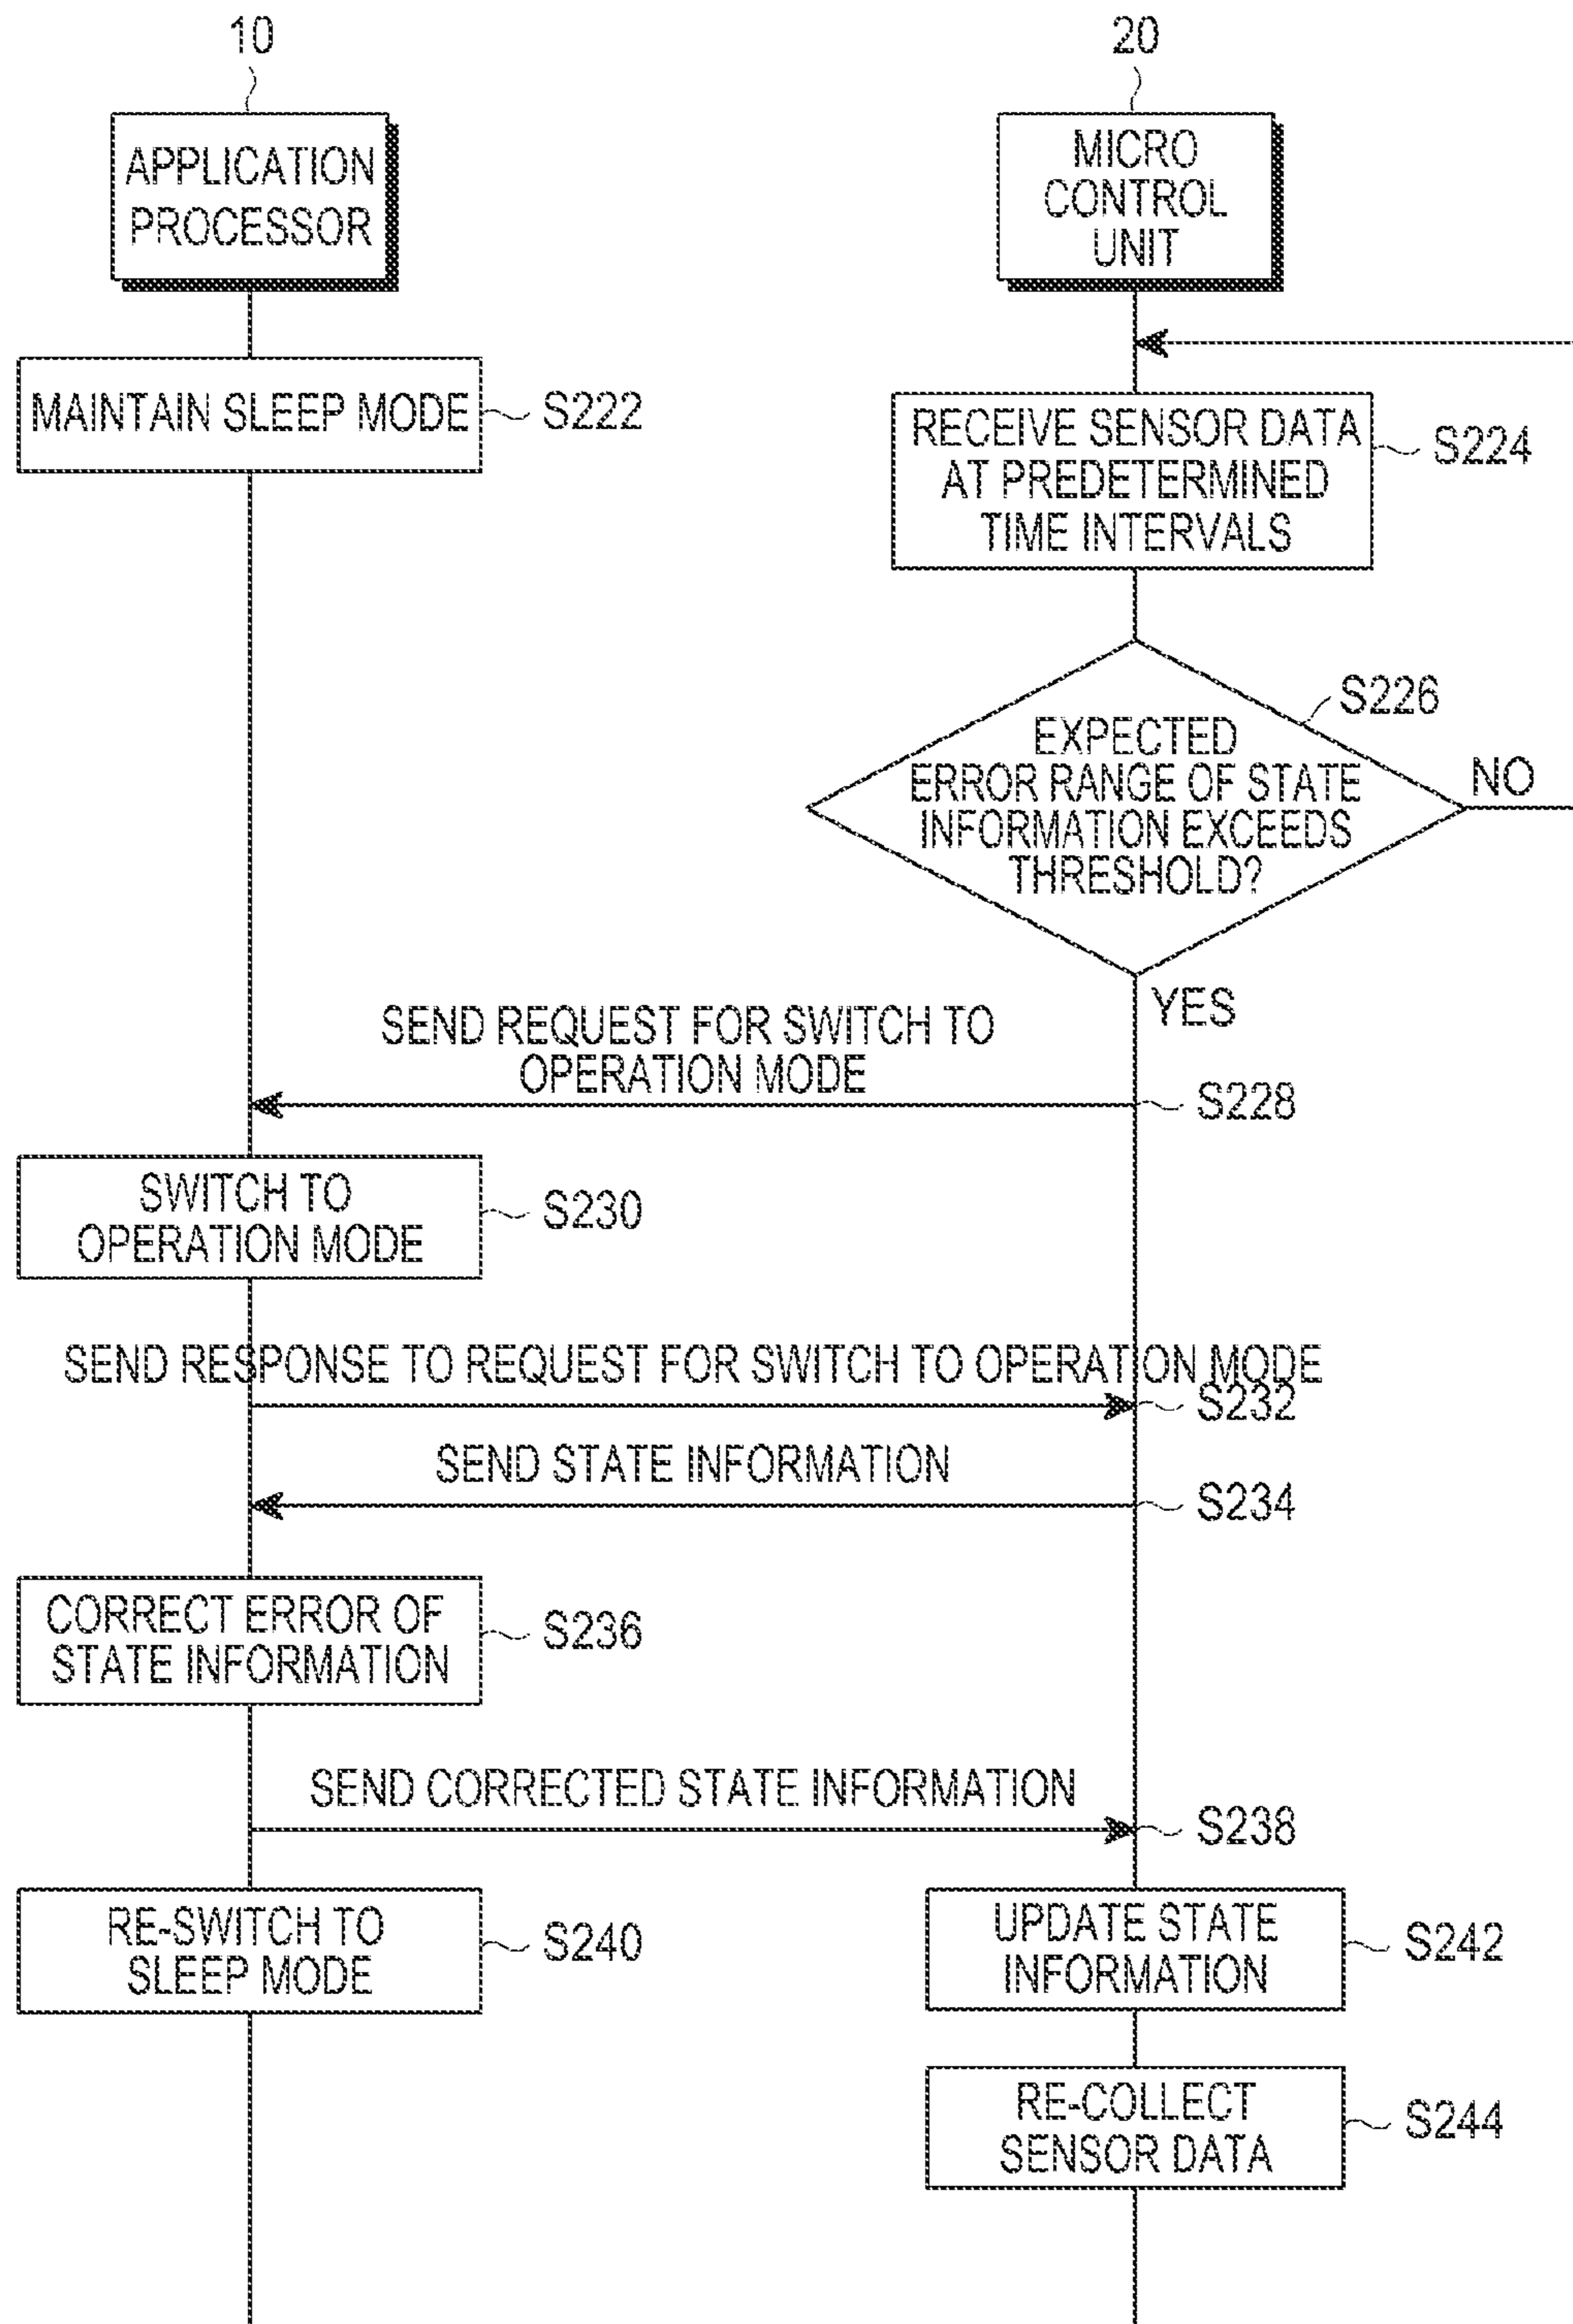 10
20
APPLICATION
PROCESSOR
MICRO
CONTROL
UNIT
MAINTAIN SLEEP MODE
S222
RECEIVE SENSOR DATA
AT PREDETERMINED
TIME INTERVALS
S224
S226
EXPECTED
ERROR RANGE OF STATE
INFORMATION EXCEEDS
THRESHOLD?
NO
YES
SEND REQUEST FOR SWITCH TO
OPERATION MODE
S228
SWITCH TO
OPERATION MODE
S230
SEND RESPONSE TO REQUEST FOR SWITCH TO OPERATION MODE
S232
SEND STATE INFORMATION
S234
CORRECT ERROR OF
STATE INFORMATION
S236
SEND CORRECTED STATE INFORMATION
S238
RE-SWITCH TO
SLEEP MODE
S240
UPDATE STATE
INFORMATION
S242
RE-COLLECT
SENSOR DATA
S244